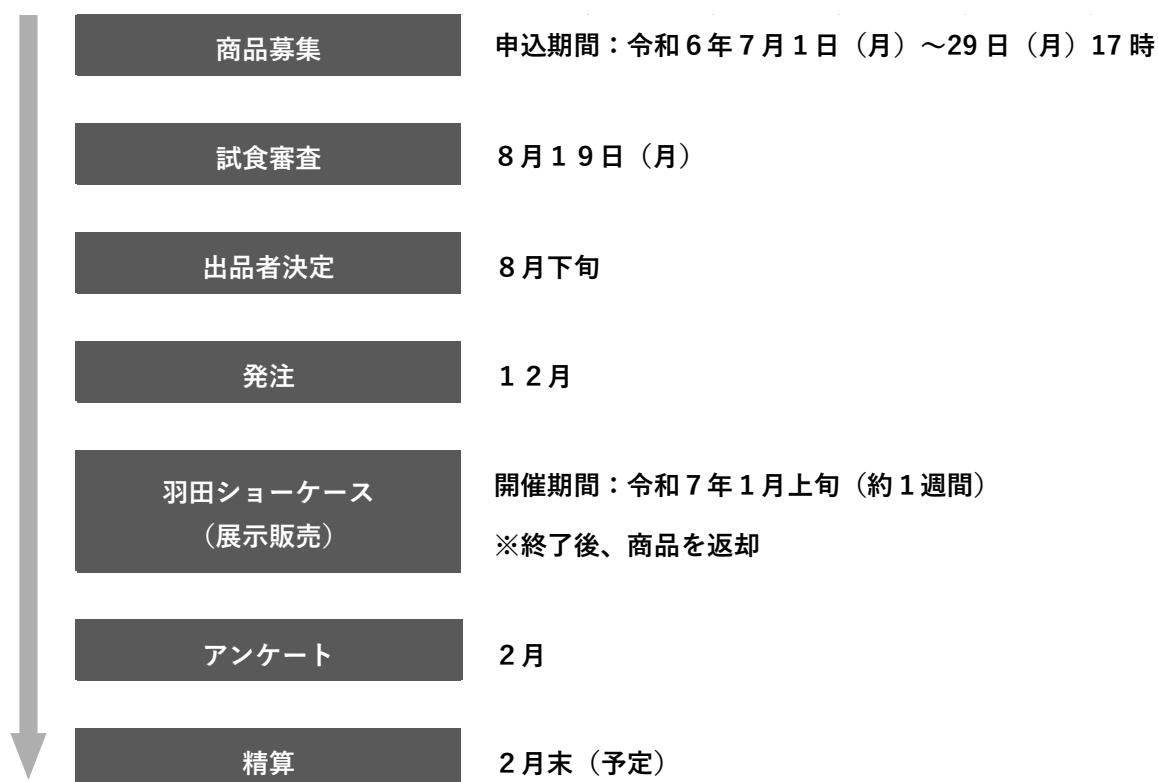 商品募集
申込期間：令和６年７月１日（月）～29 日（月）17 時
試食審査
８月１９日（月）
出品者決定
８月下旬
発注
１２月
羽田ショーケース
（展示販売）
開催期間：令和７年１月上旬（約１週間）
※終了後、商品を返却
アンケート
２月
精算
２月末（予定）